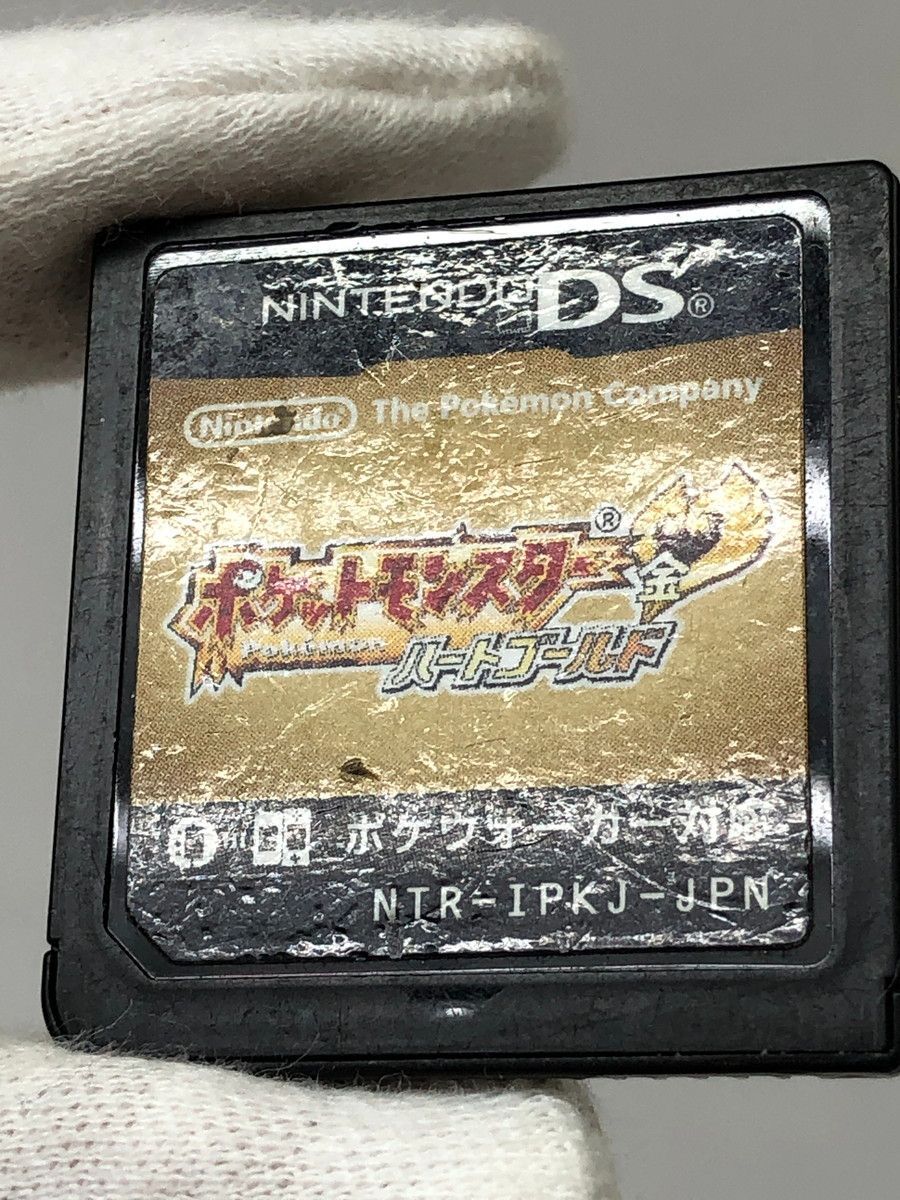 NINTENDO DS®
Nintendo The Pokémon Company
ポケットモンスター® 金
Pokémon ハートゴールド
ポケウォーカー対応
NTR-IPKJ-JPN